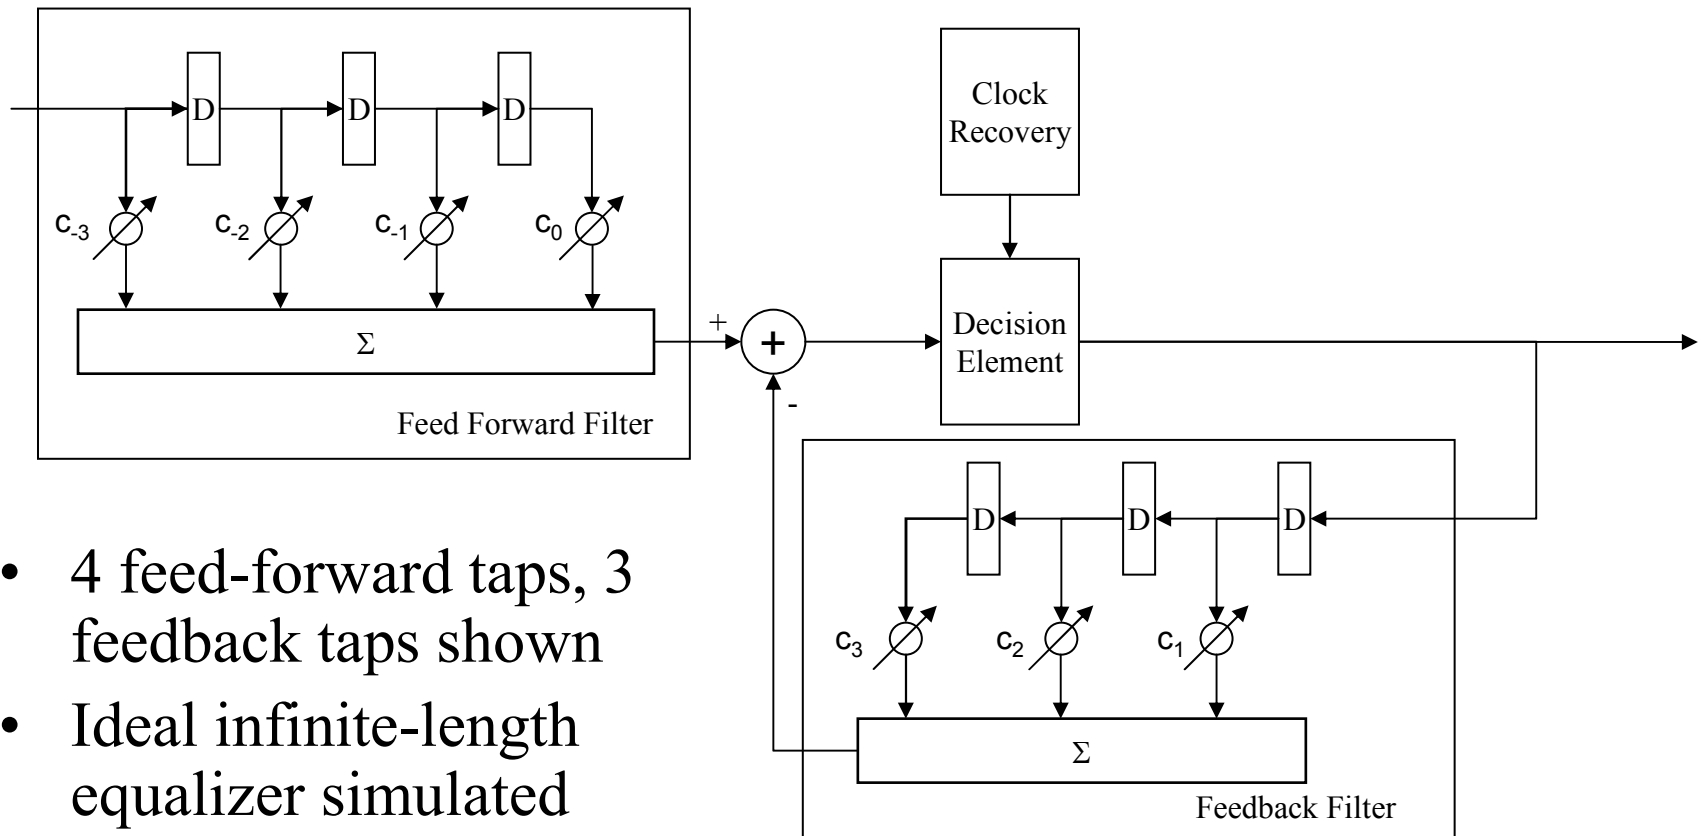 D D D
c-3 c-2 c-1 c0
Σ
Feed Forward Filter
+
+
-
Clock
Recovery
Decision
Element
D D D
c3 c2 c1
Σ
Feedback Filter
• 4 feed-forward taps, 3
feedback taps shown
• Ideal infinite-length
equalizer simulated